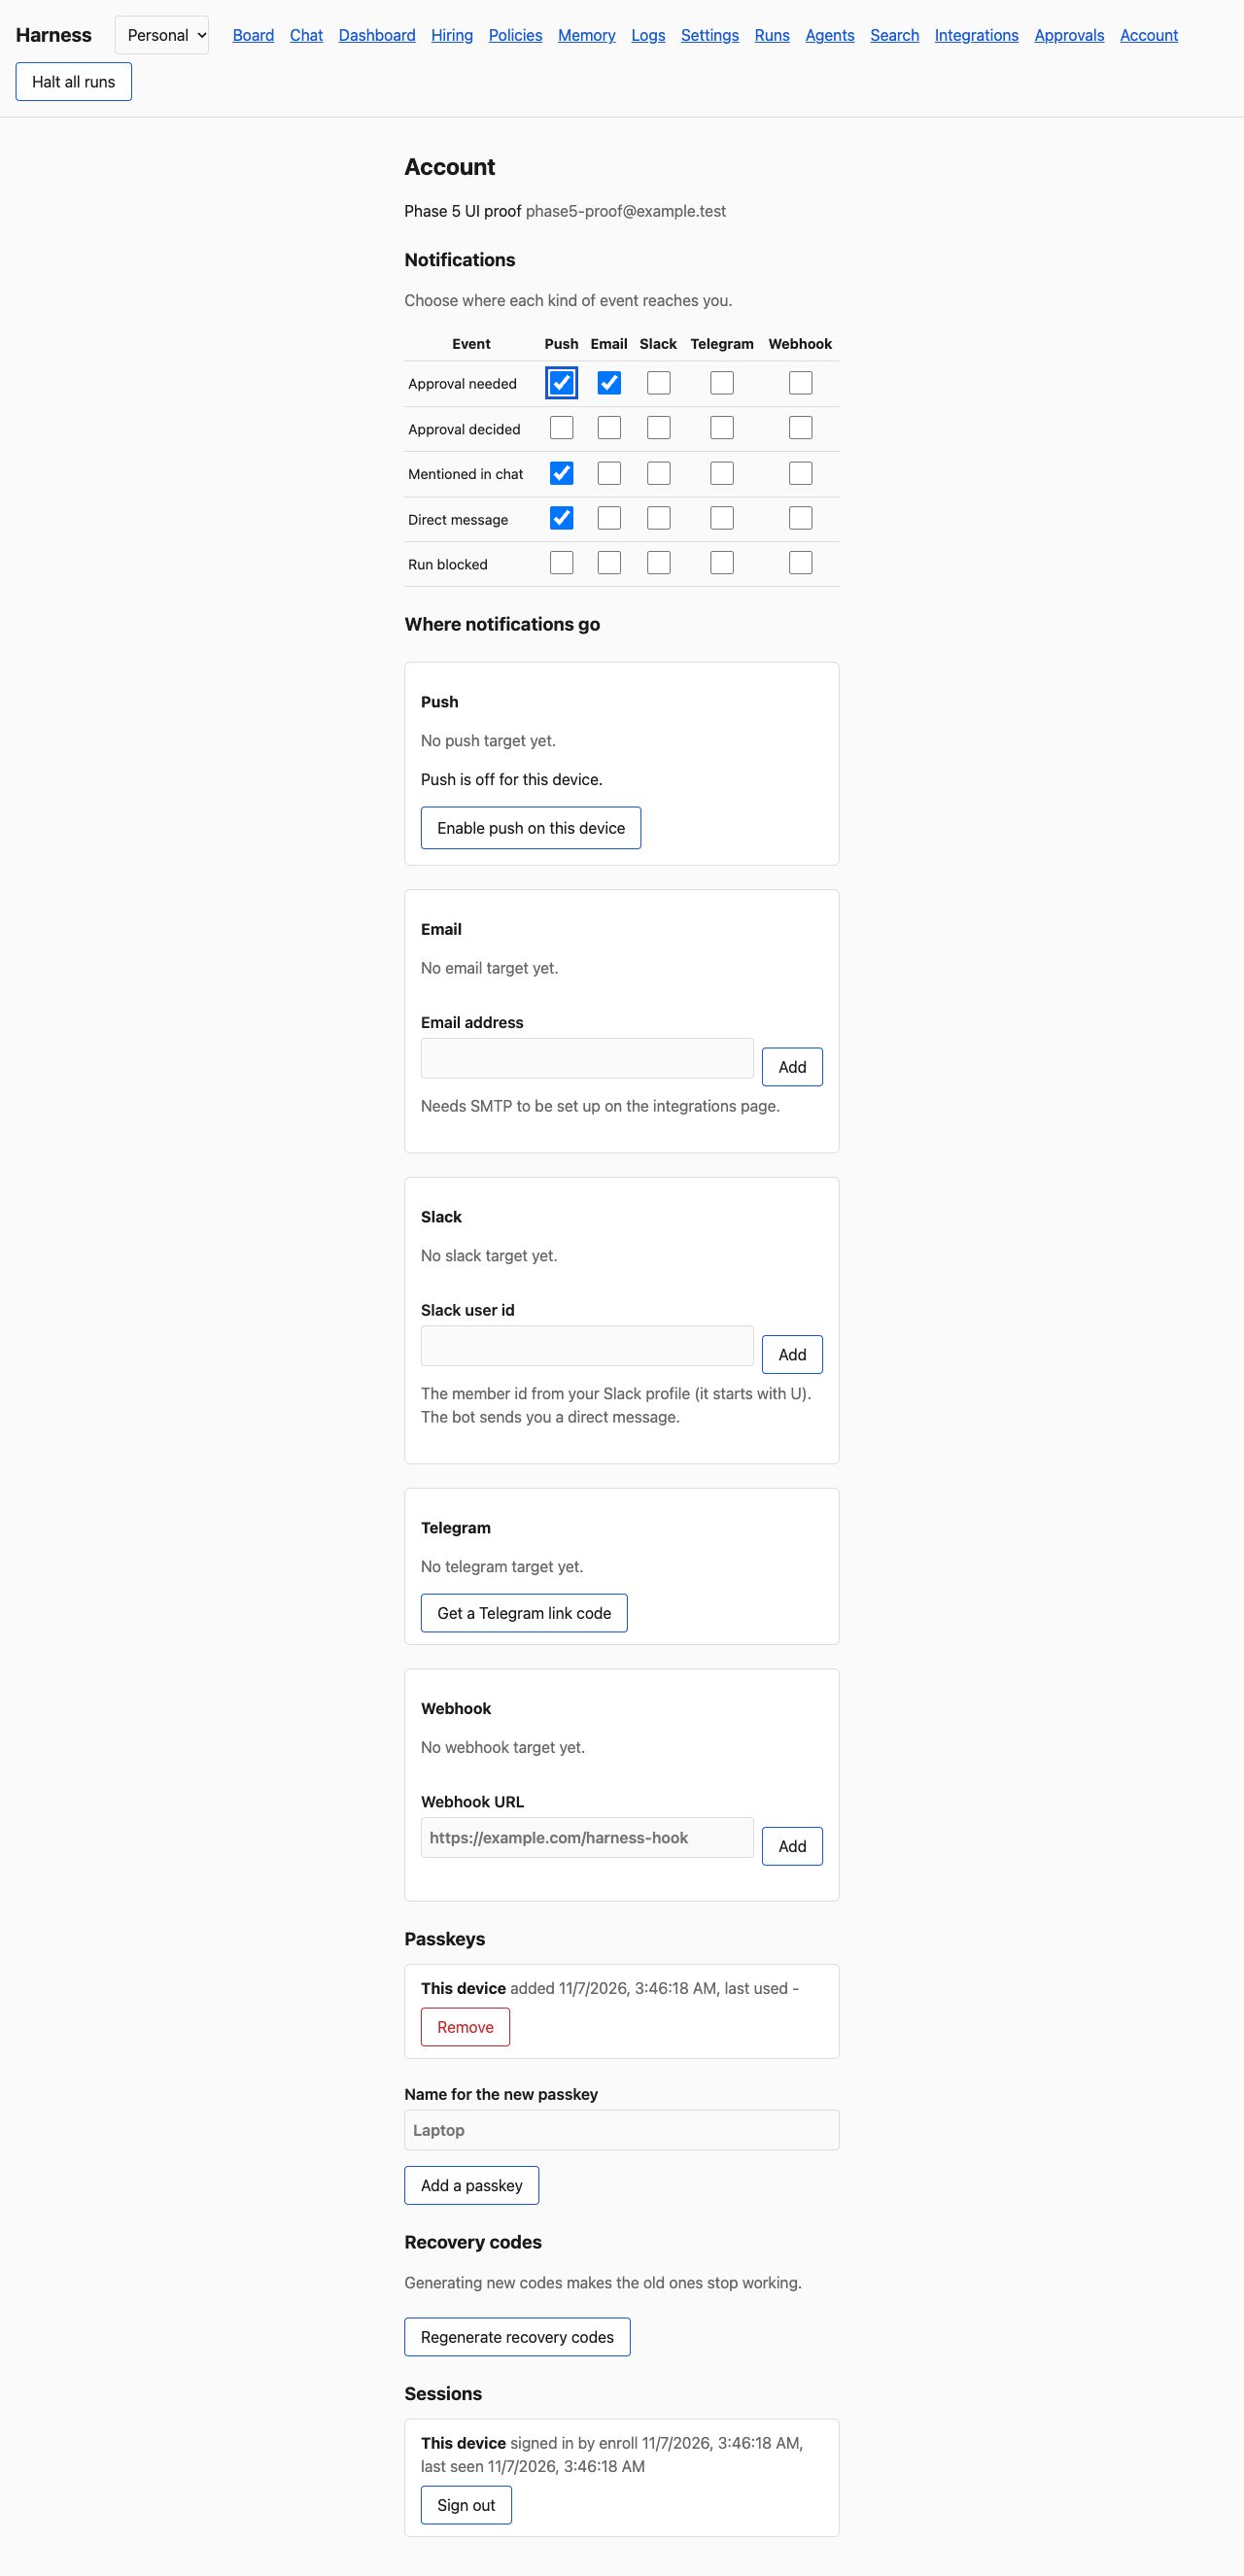 Harness Personal Board Chat Dashboard Hiring Policies Memory Logs Settings Runs Agents Search Integrations Approvals Account
Halt all runs
Account
Phase 5 UI proof phase5-proof@example.test
Notifications
Choose where each kind of event reaches you.
Event Push Email Slack Telegram Webhook
Approval needed
Approval decided
Mentioned in chat
Direct message
Run blocked
Where notifications go
Push
No push target yet.
Push is off for this device.
Enable push on this device
Email
No email target yet.
Email address
Add
Needs SMTP to be set up on the integrations page.
Slack
No slack target yet.
Slack user id
Add
The member id from your Slack profile (it starts with U).
The bot sends you a direct message.
Telegram
No telegram target yet.
Get a Telegram link code
Webhook
No webhook target yet.
Webhook URL
https://example.com/harness-hook
Add
Passkeys
This device added 11/7/2026, 3:46:18 AM, last used -
Remove
Name for the new passkey
Laptop
Add a passkey
Recovery codes
Generating new codes makes the old ones stop working.
Regenerate recovery codes
Sessions
This device signed in by enroll 11/7/2026, 3:46:18 AM,
last seen 11/7/2026, 3:46:18 AM
Sign out